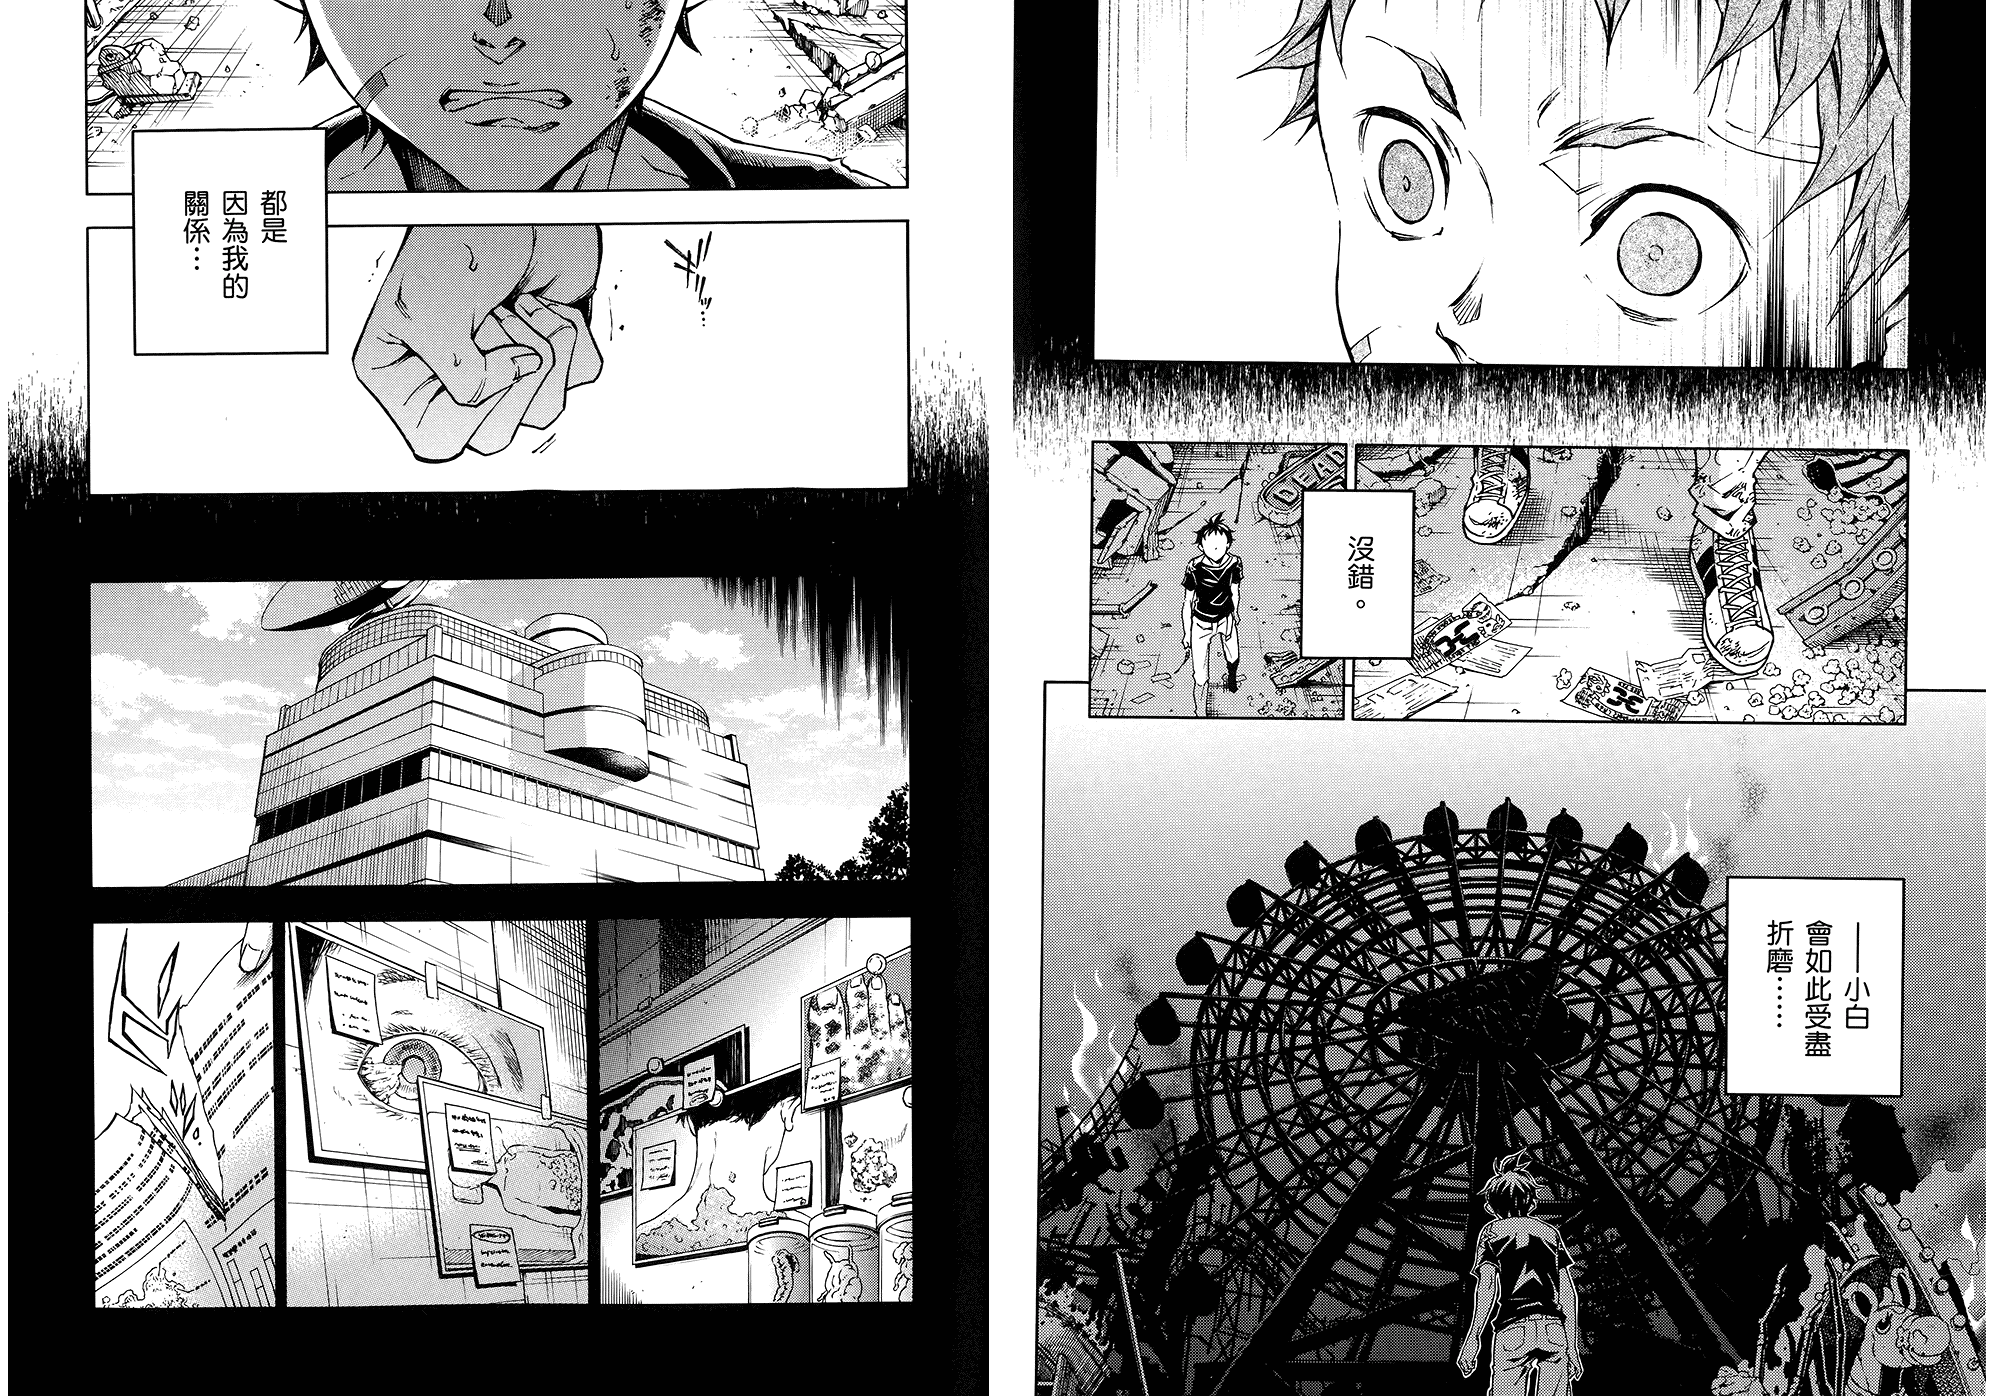 DEAD
沒錯。
——小白
會如此受盡
折磨……
都是
因為我的
關係…